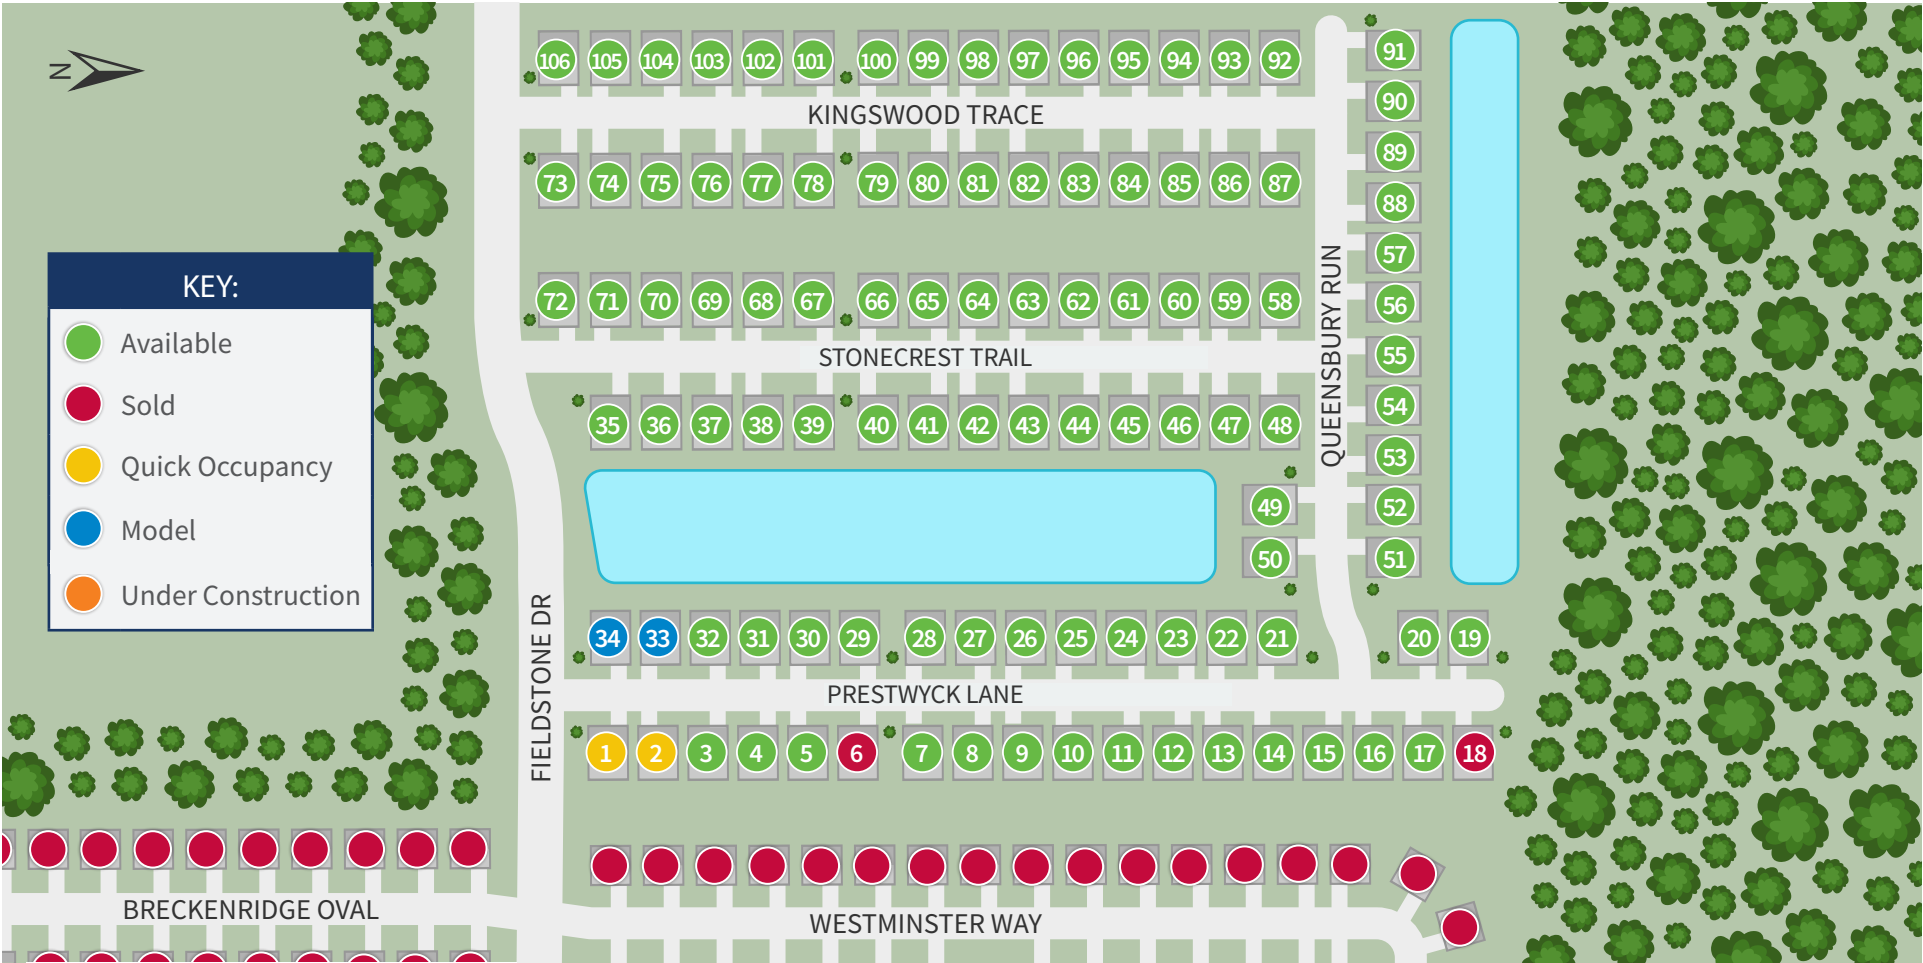 106 105 104 103 102 101 100 99 98 97 96 95 94 93 92 91
KINGSWOOD TRACE
90
89
73 74 75 76 77 78 79 80 81 82 83 84 85 86 87
88
57
72 71 70 69 68 67 66 65 64 63 62 61 60 59 58
56
STONECREST TRAIL
55
QUEENSBURY RUN
54
35 36 37 38 39 40 41 42 43 44 45 46 47 48
53
49 52
50 51
N
KEY:
Available
Sold
Quick Occupancy
Model
Under Construction
FIELDSTONE DR
34 33 32 31 30 29 28 27 26 25 24 23 22 21 20 19
PRESTWYCK LANE
1 2 3 4 5 6 7 8 9 10 11 12 13 14 15 16 17 18
BRECKENRIDGE OVAL
WESTMINSTER WAY